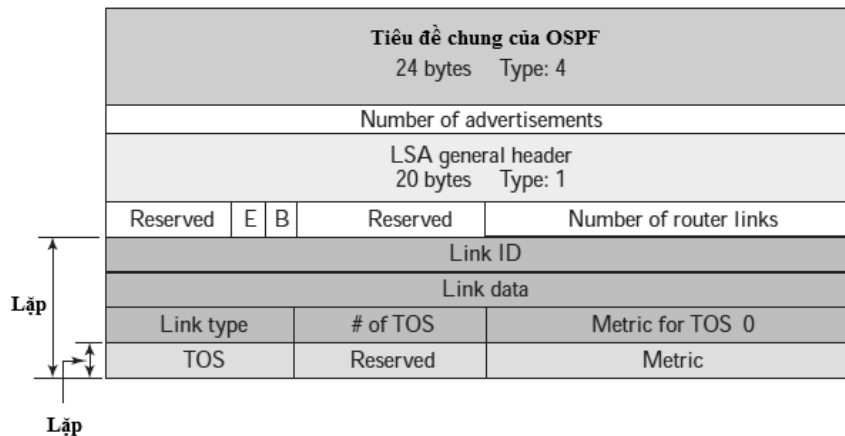 Tiêu đề chung của OSPF
24 bytes Type: 4
Number of advertisements
LSA general header
20 bytes Type: 1
Reserved E B Reserved Number of router links
Link ID
Link data
Lặp
Link type # of TOS Metric for TOS 0
TOS Reserved Metric
Lặp